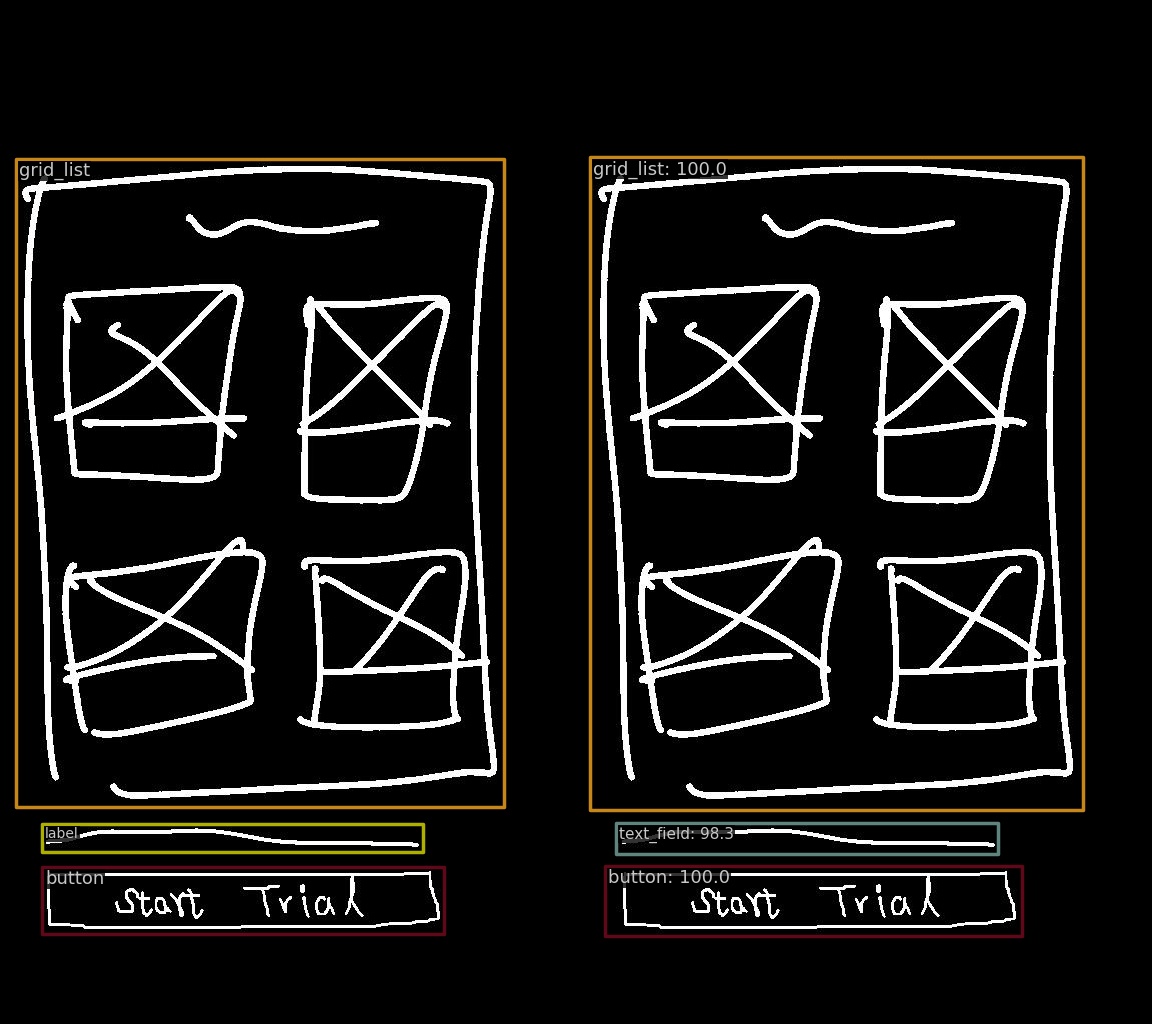 grid_list
grid_list: 100.0
label
text_field: 98.3
button
button: 100.0
Start Trial
Start Trial